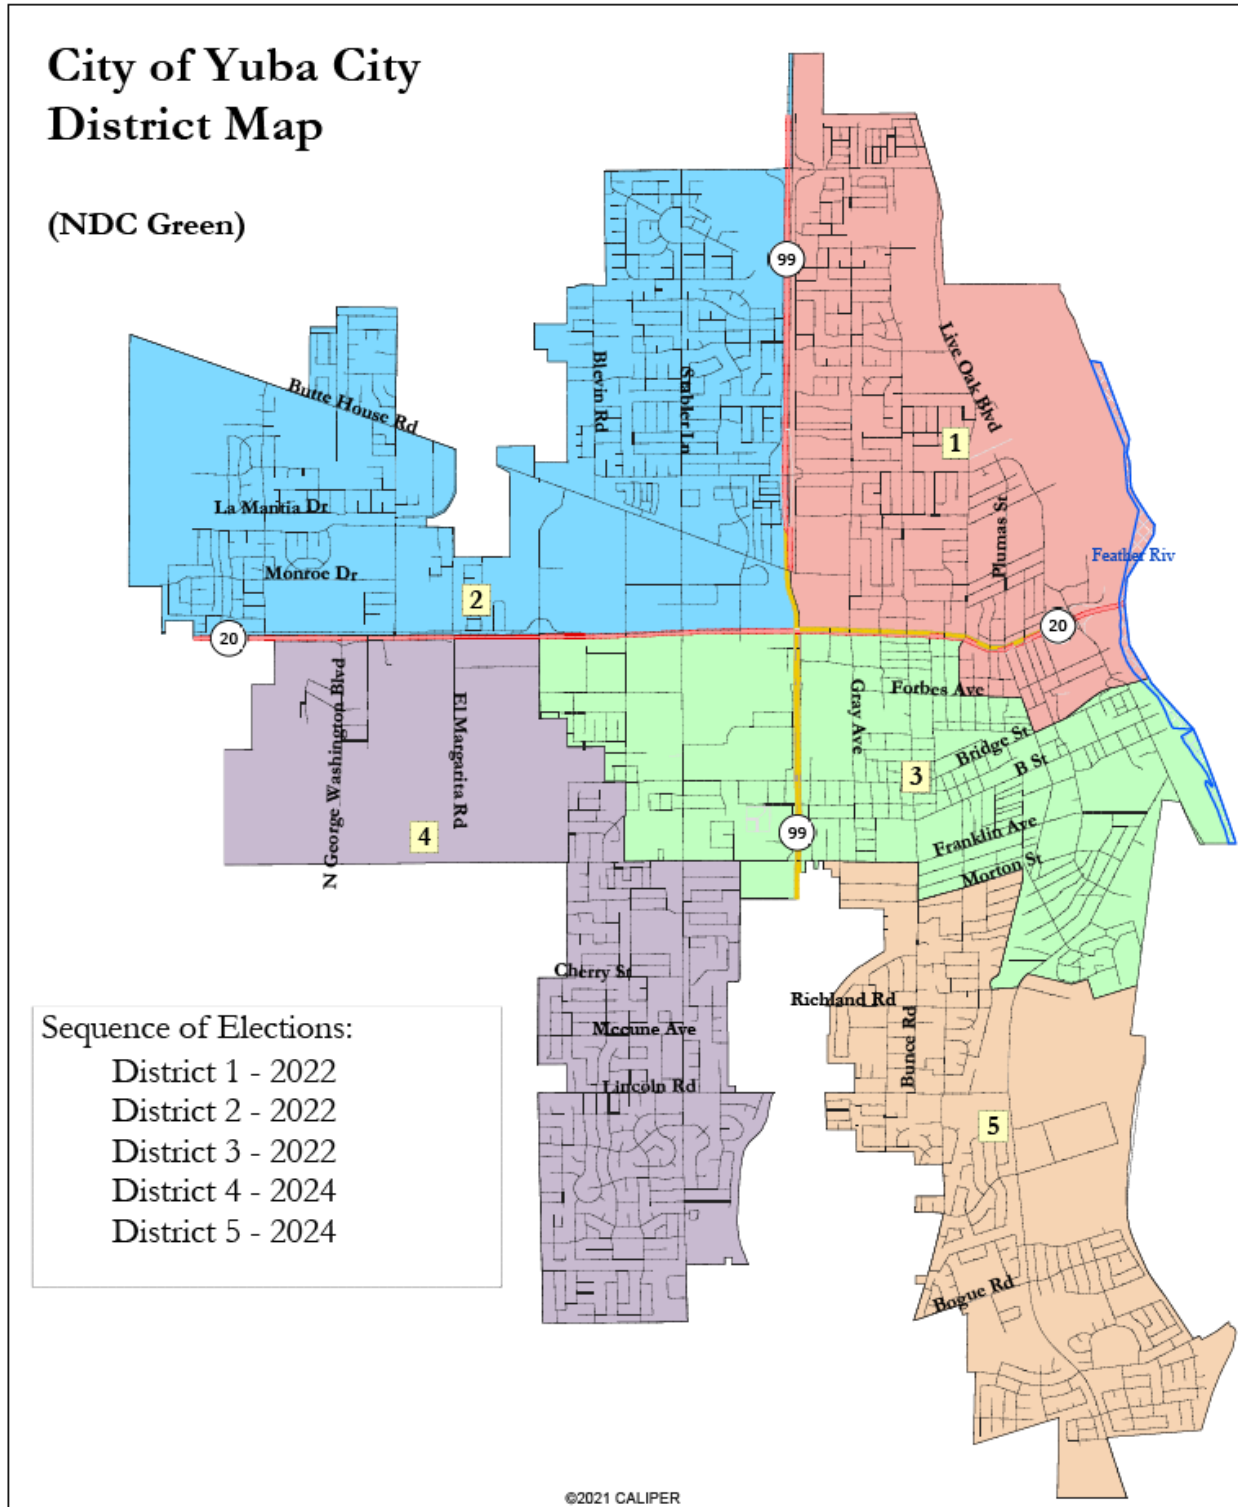 City of Yuba City
District Map
(NDC Green)
99
Live Oak Blvd
Butte House Rd
Blevin Rd
Stabler Ln
1
La Mantia Dr
Plumas St
Feather Riv
Monroe Dr
2
20
20
N George Washington Blvd
El Margarita Rd
Gray Ave
Forbes Ave
Bridge St
B St
3
4
99
Franklin Ave
Morton St
Cherry St
Richland Rd
Mccune Ave
Bunce Rd
Lincoln Rd
5
Bogue Rd
Sequence of Elections:
District 1 - 2022
District 2 - 2022
District 3 - 2022
District 4 - 2024
District 5 - 2024
©2021 CALIPER